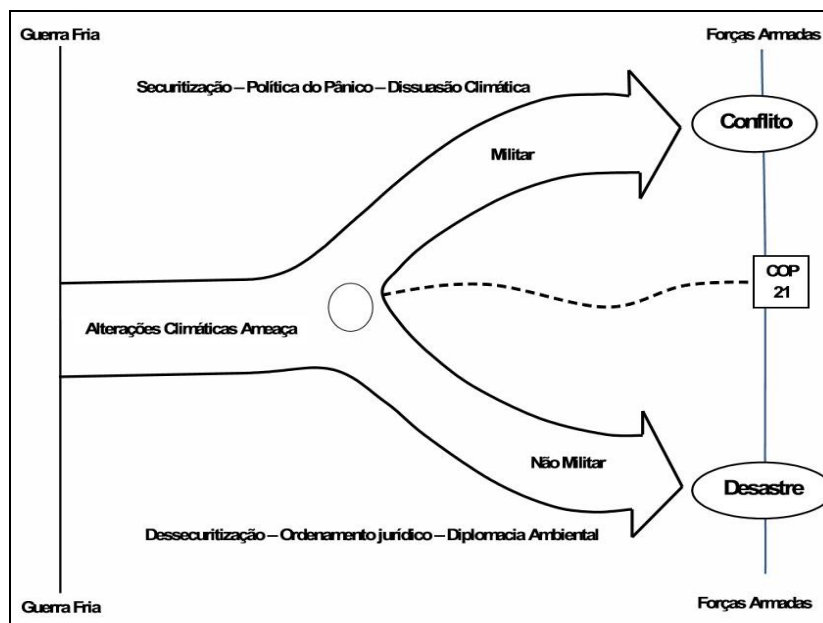 Guerra Fria
Forças Armadas
Securitização – Política do Pânico – Dissuasão Climática
Conflito
Militar
COP
21
Alterações Climáticas Ameaça
Não Militar
Desastre
Dessecuritização – Ordenamento jurídico – Diplomacia Ambiental
Guerra Fria
Forças Armadas